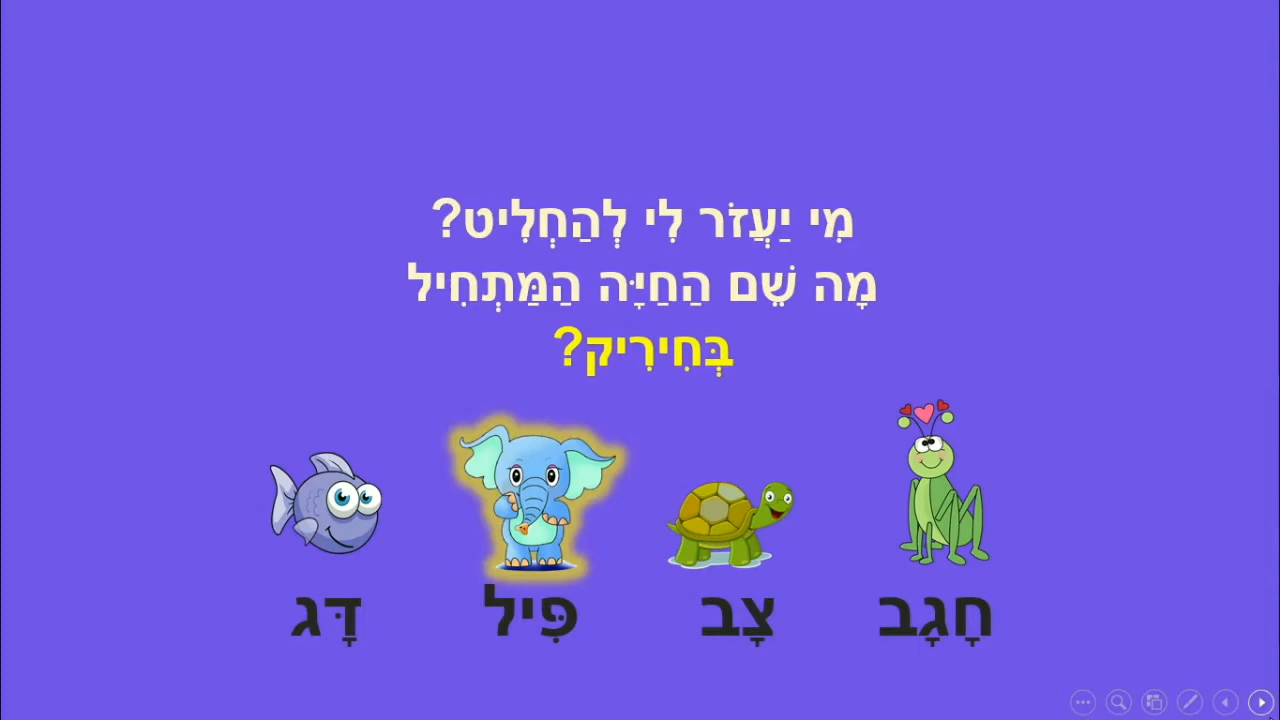 מִי יַעֲזֹר לִי לְהַחְלִיט?
מָה שֵׁם הַחַיָּה הַמַּתְחִיל
בְּחִירִיק?
חָגָב צָב פִּיל דָּג